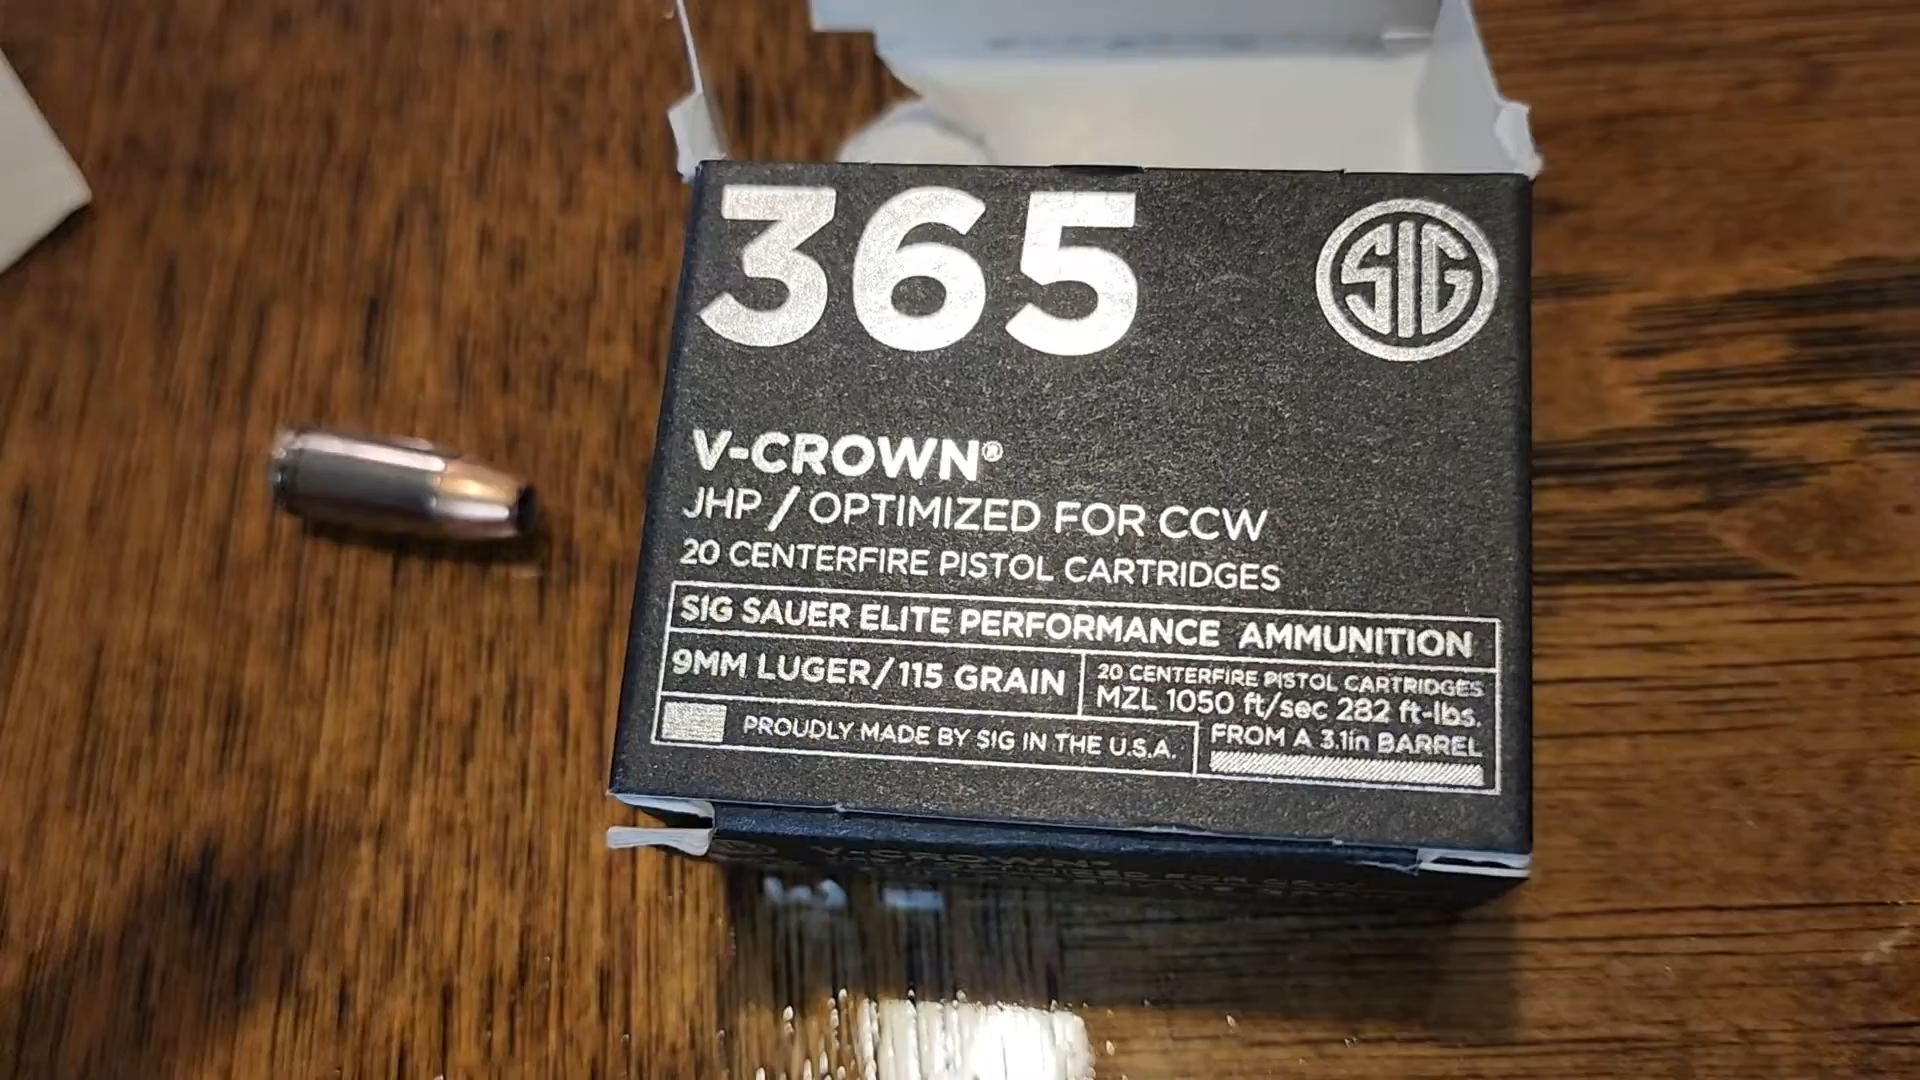 365
SIG
V-CROWN®
JHP / OPTIMIZED FOR CCW
20 CENTERFIRE PISTOL CARTRIDGES
SIG SAUER ELITE PERFORMANCE AMMUNITION
9MM LUGER/115 GRAIN
20 CENTERFIRE PISTOL CARTRIDGES
MZL 1050 ft/sec 282 ft-lbs.
FROM A 3.1in BARREL
PROUDLY MADE BY SIG IN THE U.S.A.
V-CROWN®